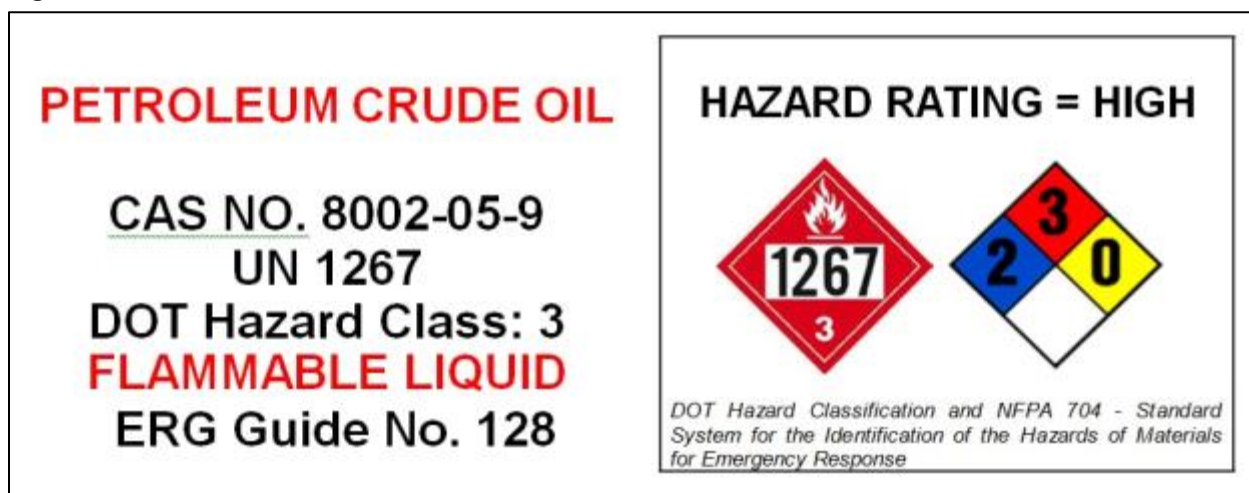 PETROLEUM CRUDE OIL
CAS NO. 8002-05-9
UN 1267
DOT Hazard Class: 3
FLAMMABLE LIQUID
ERG Guide No. 128
HAZARD RATING = HIGH
1267
3
3
2 0
DOT Hazard Classification and NFPA 704 - Standard
System for the Identification of the Hazards of Materials
for Emergency Response